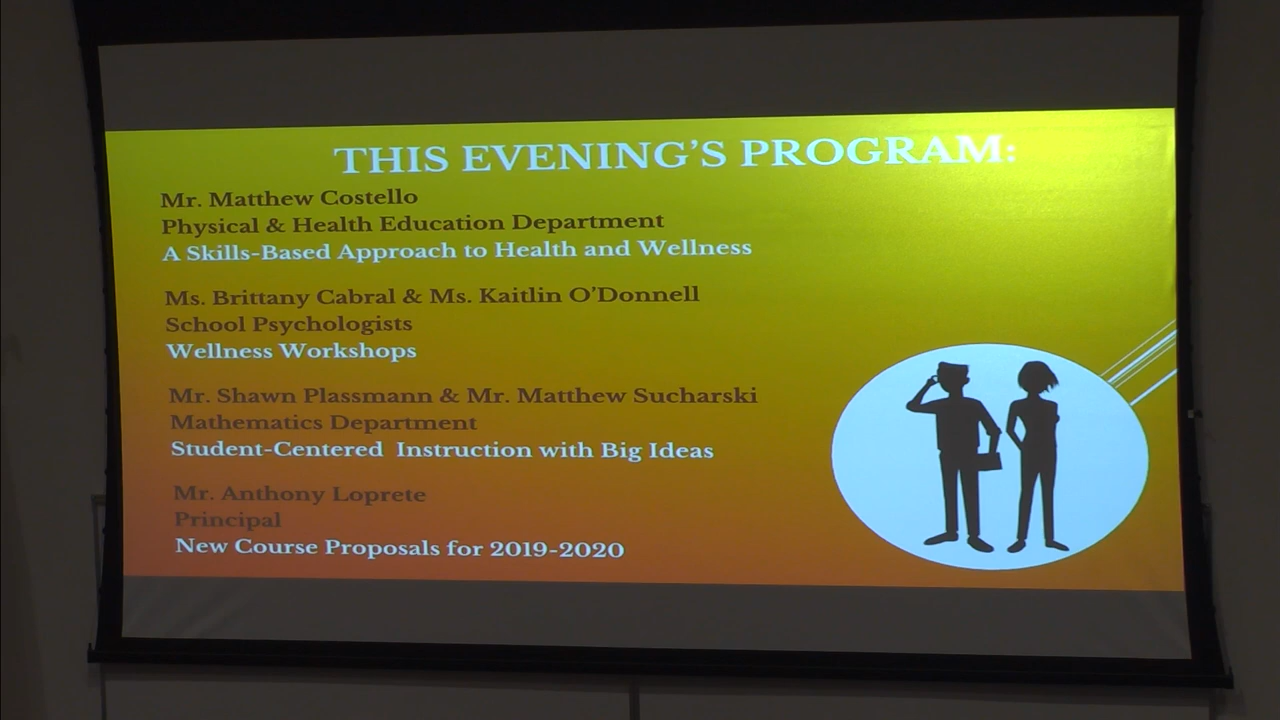 THIS EVENING'S PROGRAM:
Mr. Matthew Costello
Physical & Health Education Department
A Skills-Based Approach to Health and Wellness
Ms. Brittany Cabral & Ms. Kaitlin O'Donnell
School Psychologists
Wellness Workshops
Mr. Shawn Plassmann & Mr. Matthew Sucharski
Mathematics Department
Student-Centered Instruction with Big Ideas
Mr. Anthony Loprete
Principal
New Course Proposals for 2019-2020